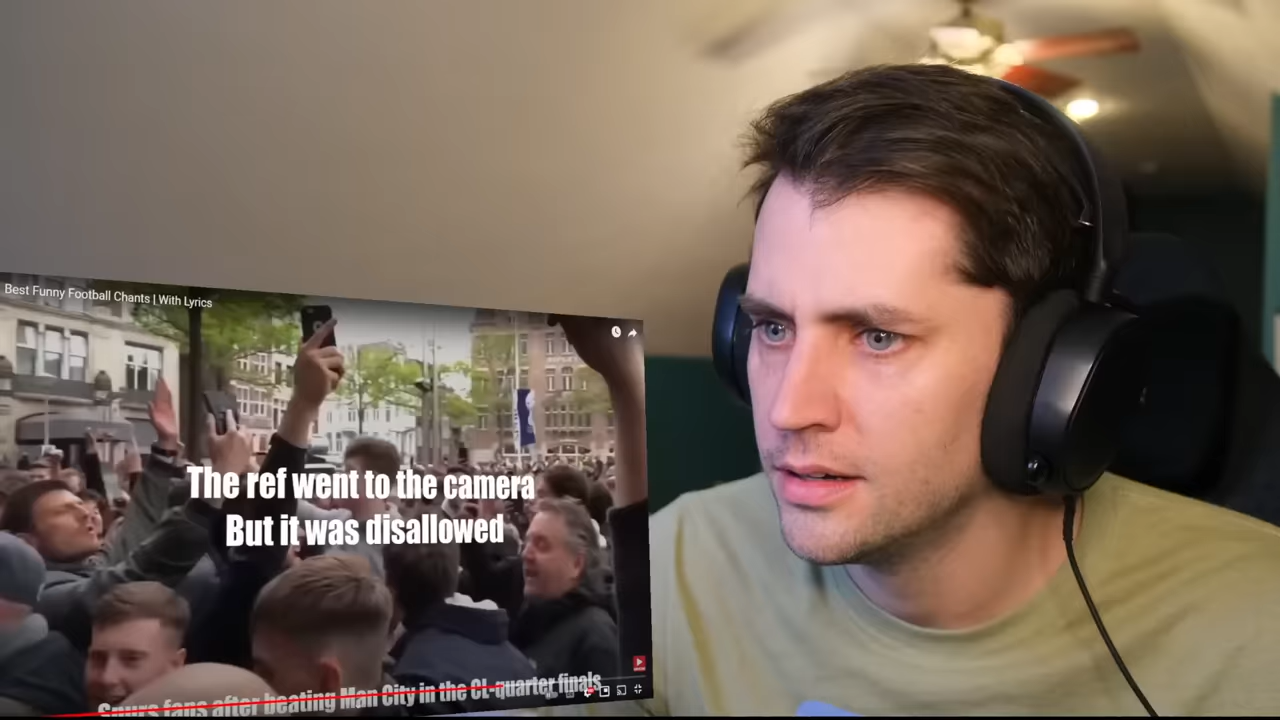 Best Funny Football Chants | With Lyrics
The ref went to the camera
But it was disallowed
Spurs fans after beating Man City in the CL-quarter finals